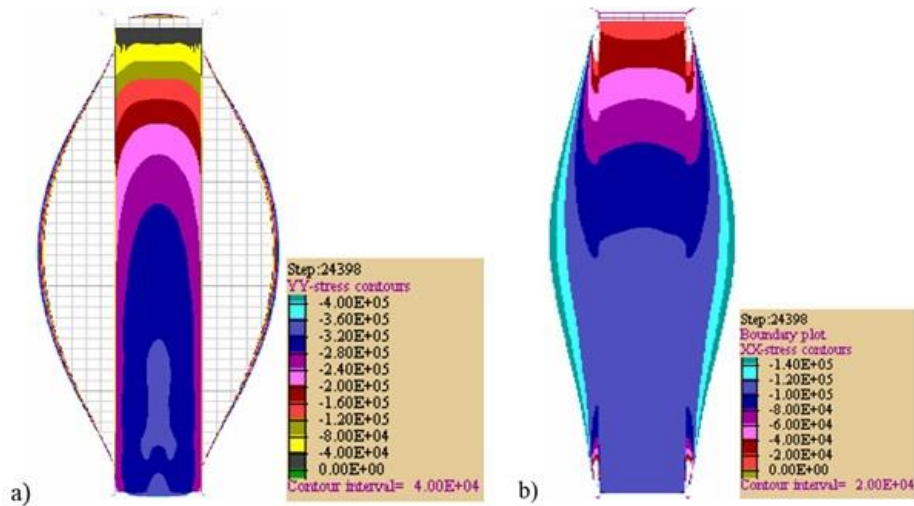 Step:24398
YY-stress contours
-4.00E+05
-3.60E+05
-3.20E+05
-2.80E+05
-2.40E+05
-2.00E+05
-1.60E+05
-1.20E+05
-8.00E+04
-4.00E+04
0.00E+00
Contour interval= 4.00E+04
a)
Step:24398
Boundary plot
XX-stress contours
-1.40E+05
-1.20E+05
-1.00E+05
-8.00E+04
-6.00E+04
-4.00E+04
-2.00E+04
0.00E+00
Contour interval= 2.00E+04
b)